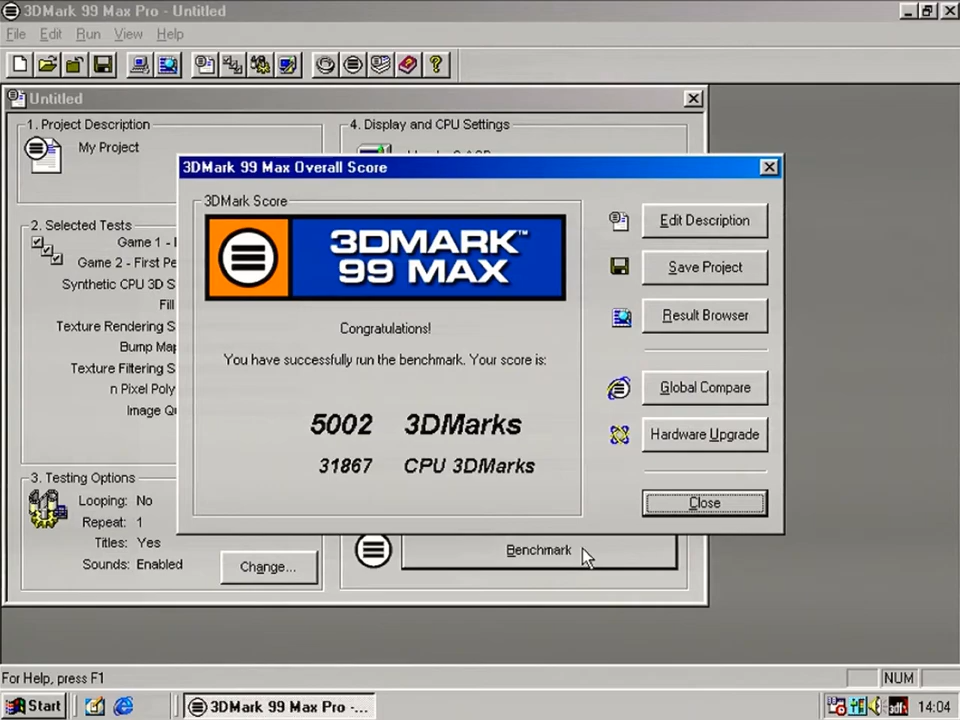 3DMark 99 Max Pro - Untitled
File Edit Run View Help
Untitled
1. Project Description
My Project
4. Display and CPU Settings
3DMark 99 Max Overall Score
3DMark Score
3DMARK™
99 MAX
Congratulations!
You have successfully run the benchmark. Your score is:
5002 3DMarks
31867 CPU 3DMarks
Edit Description
Save Project
Result Browser
Global Compare
Hardware Upgrade
Close
2. Selected Tests
Game 1 -
Game 2 - First Pe
Synthetic CPU 3D S
Fill
Texture Rendering S
Bump Map
Texture Filtering S
n Pixel Poly
Image Qu
3. Testing Options
Looping: No
Repeat: 1
Titles: Yes
Sounds: Enabled
Change...
Benchmark
For Help, press F1
NUM
Start
3DMark 99 Max Pro -...
3dfx
14:04